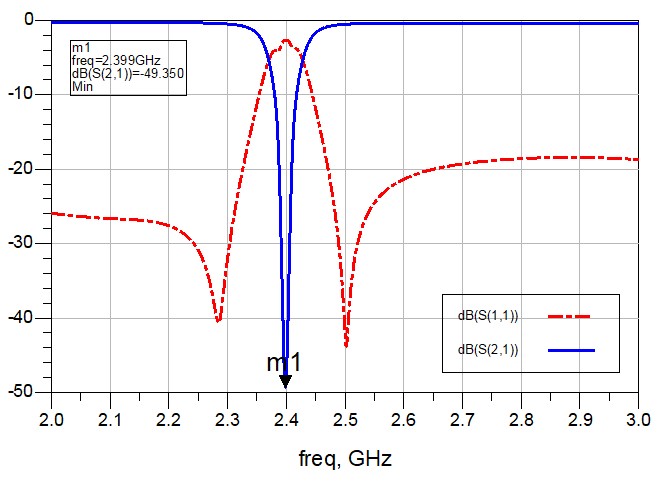 m1
freq=2.399GHz
dB(S(2,1))=-49.350
Min
0
-10
-20
-30
-40
-50
m1
dB(S(1,1))
dB(S(2,1))
2.0 2.1 2.2 2.3 2.4 2.5 2.6 2.7 2.8 2.9 3.0
freq, GHz